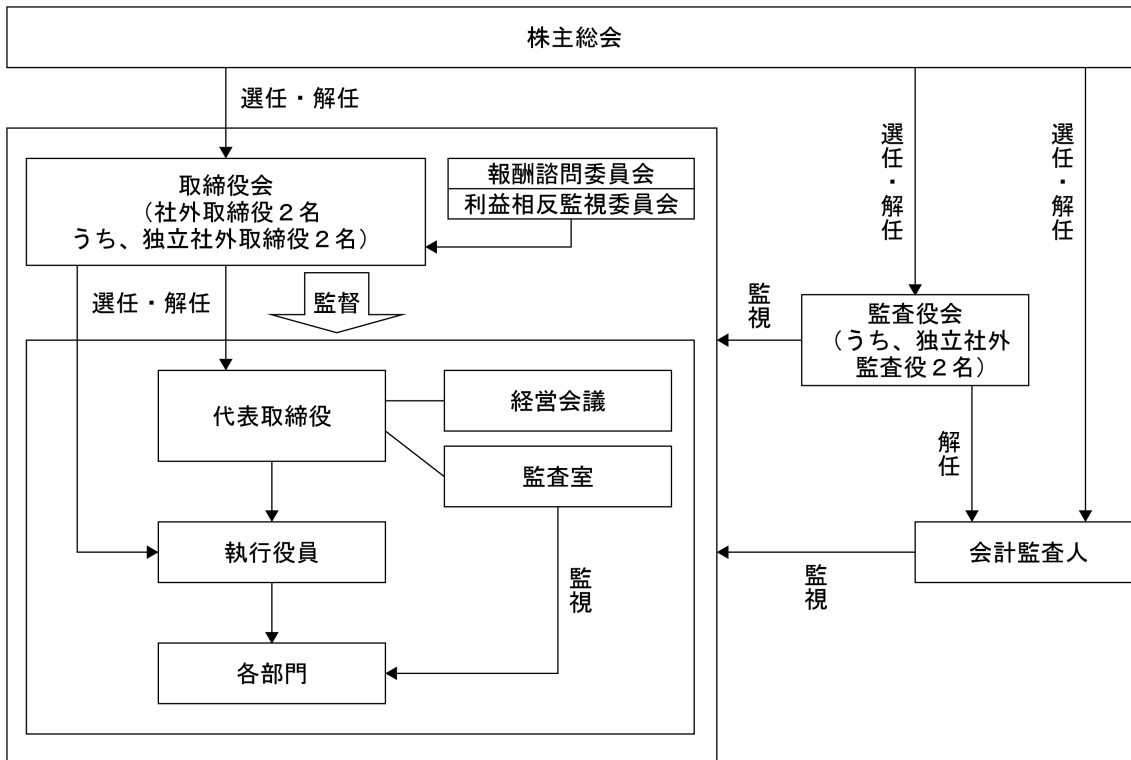 株主総会
選任・解任
選任・解任
選任・解任
取締役会
（社外取締役２名
うち、独立社外取締役２名）
報酬諮問委員会
利益相反監視委員会
選任・解任
監督
監視
監査役会
（うち、独立社外
監査役２名）
代表取締役
経営会議
監査室
解任
執行役員
監視
会計監査人
監視
各部門